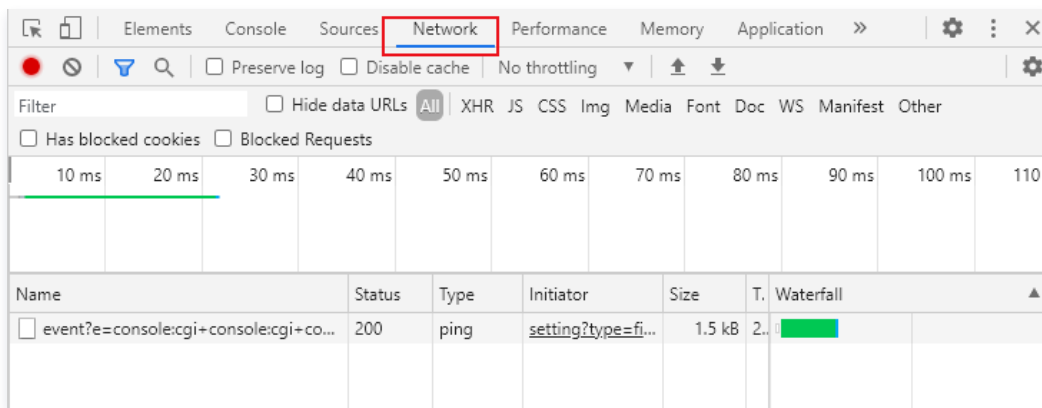 Elements Console Sources Network Performance Memory Application »
Preserve log Disable cache No throttling
Filter Hide data URLs All XHR JS CSS Img Media Font Doc WS Manifest Other
Has blocked cookies Blocked Requests
10 ms 20 ms 30 ms 40 ms 50 ms 60 ms 70 ms 80 ms 90 ms 100 ms 110
Name Status Type Initiator Size T. Waterfall
event?e=console:cgi+console:cgi+co... 200 ping setting?type=fi... 1.5 kB 2..